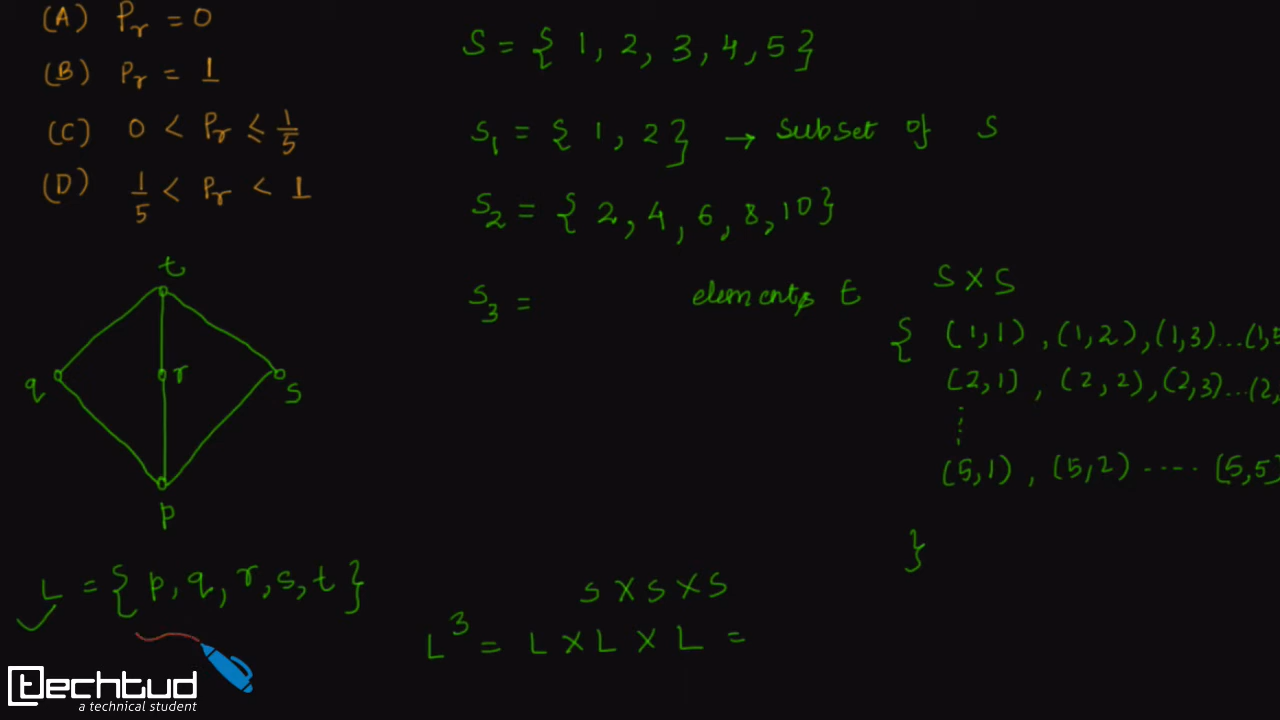 (A) Pr = 0
(B) Pr = 1
(C) 0 < Pr ≤ 1/5
(D) 1/5 < Pr < 1
S = { 1, 2, 3, 4, 5 }
S1 = { 1, 2 } → subset of S
S2 = { 2, 4, 6, 8, 10 }
S3 = elements t
S X S
{ (1,1), (1,2), (1,3)...(1,5
(2,1), (2,2), (2,3)...(2,
(5,1), (5,2) ----- (5,5)
}
t
q
r
s
p
L = { p, q, r, s, t }
S X S X S
L3 = L X L X L =
techtud
a technical student